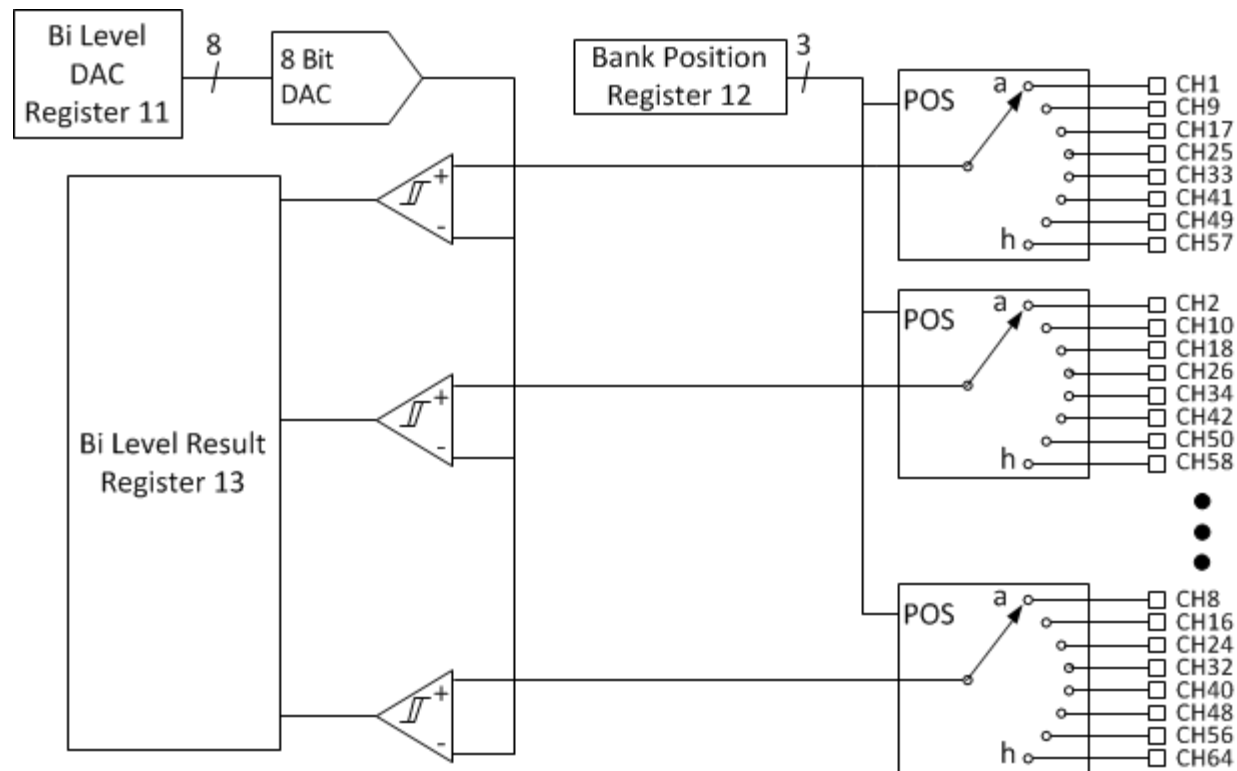 Bi Level
DAC
Register 11
8
8 Bit
DAC
Bank Position
Register 12
3
POS
a
h
CH1
CH9
CH17
CH25
CH33
CH41
CH49
CH57
+
-
POS
a
h
CH2
CH10
CH18
CH26
CH34
CH42
CH50
CH58
+
-
Bi Level Result
Register 13
POS
a
h
CH8
CH16
CH24
CH32
CH40
CH48
CH56
CH64
+
-